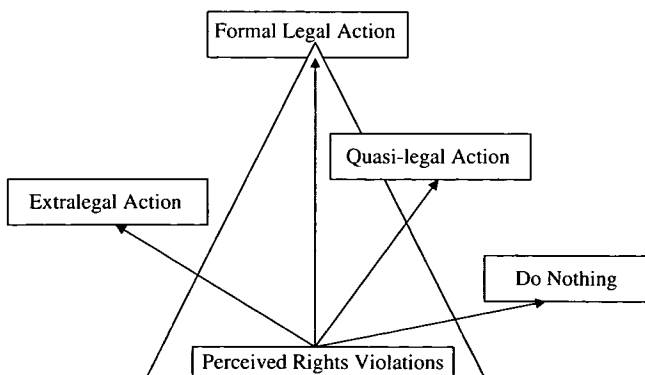 Formal Legal Action
Quasi-legal Action
Extralegal Action
Do Nothing
Perceived Rights Violations